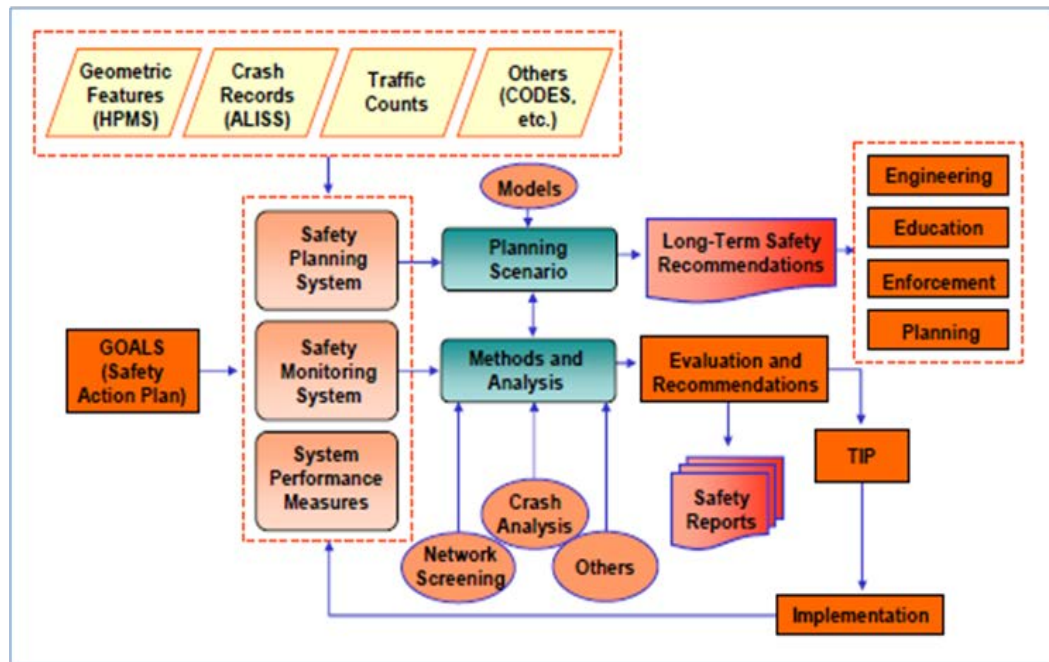 Geometric
Features
(HPMS)
Crash
Records
(ALISS)
Traffic
Counts
Others
(CODES,
etc.)
Models
Engineering
Education
Enforcement
Planning
Safety
Planning
System
Planning
Scenario
Long-Term Safety
Recommendations
GOALS
(Safety
Action Plan)
Safety
Monitoring
System
Methods and
Analysis
Evaluation and
Recommendations
System
Performance
Measures
TIP
Safety
Reports
Crash
Analysis
Network
Screening
Others
Implementation